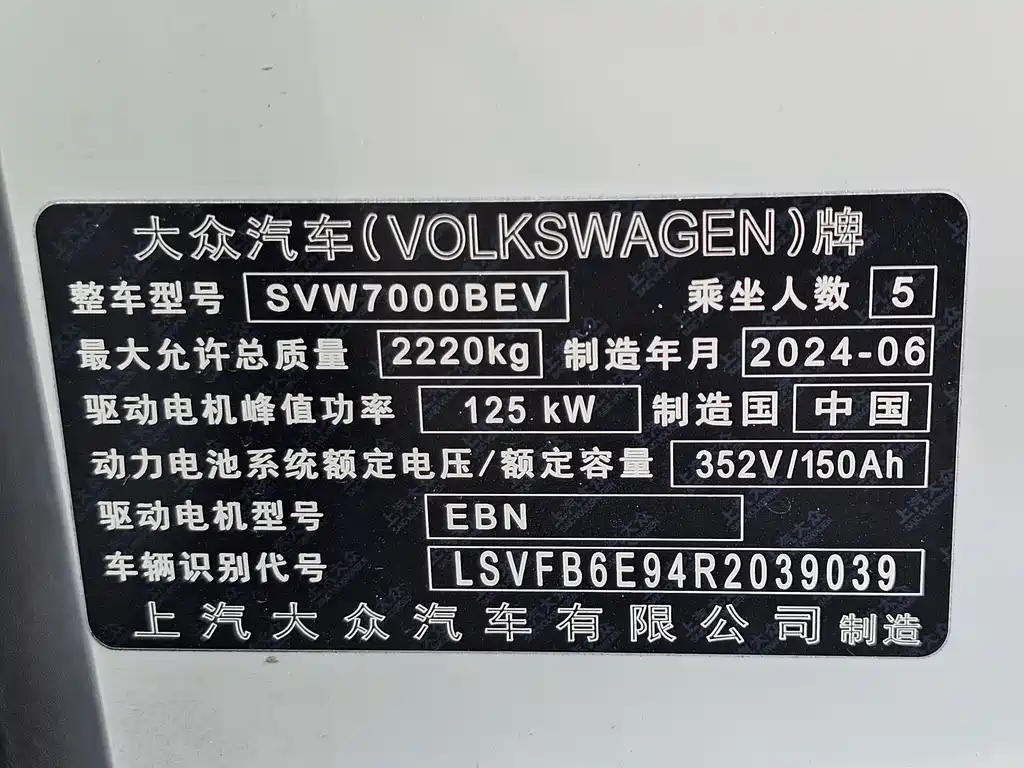 大众汽车(VOLKSWAGEN)牌
整车型号 SVW7000BEV 乘坐人数 5
最大允许总质量 2220kg 制造年月 2024-06
驱动电机峰值功率 125 kW 制造国 中国
动力电池系统额定电压/额定容量 352V/150Ah
驱动电机型号 EBN
车辆识别代号 LSVFB6E94R2039039
上汽大众汽车有限公司 制造